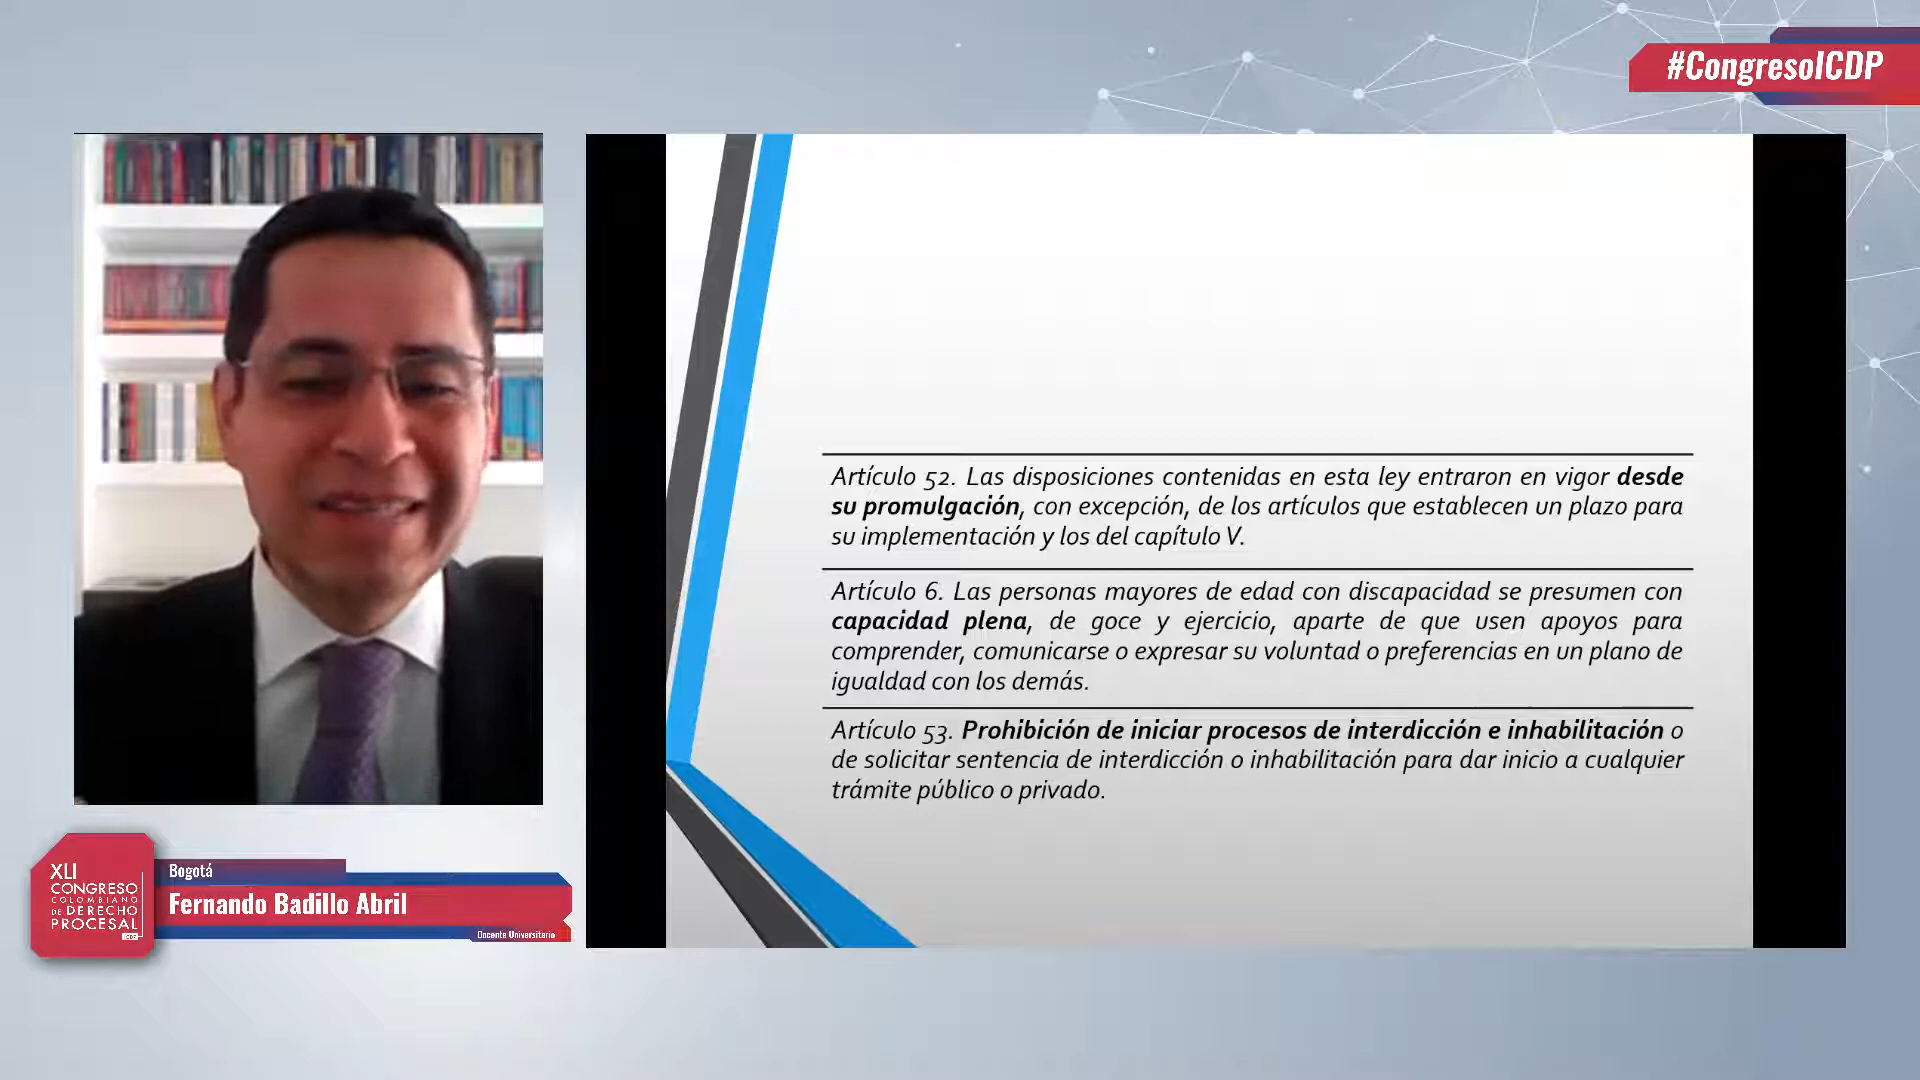 #CongresoICDP
Artículo 52. Las disposiciones contenidas en esta ley entraron en vigor desde
su promulgación, con excepción, de los artículos que establecen un plazo para
su implementación y los del capítulo V.
Artículo 6. Las personas mayores de edad con discapacidad se presumen con
capacidad plena, de goce y ejercicio, aparte de que usen apoyos para
comprender, comunicarse o expresar su voluntad o preferencias en un plano de
igualdad con los demás.
Artículo 53. Prohibición de iniciar procesos de interdicción e inhabilitación o
de solicitar sentencia de interdicción o inhabilitación para dar inicio a cualquier
trámite público o privado.
XLI
CONGRESO
COLOMBIANO
DE DERECHO
PROCESAL
Bogotá
Fernando Badillo Abril
Docente Universitario